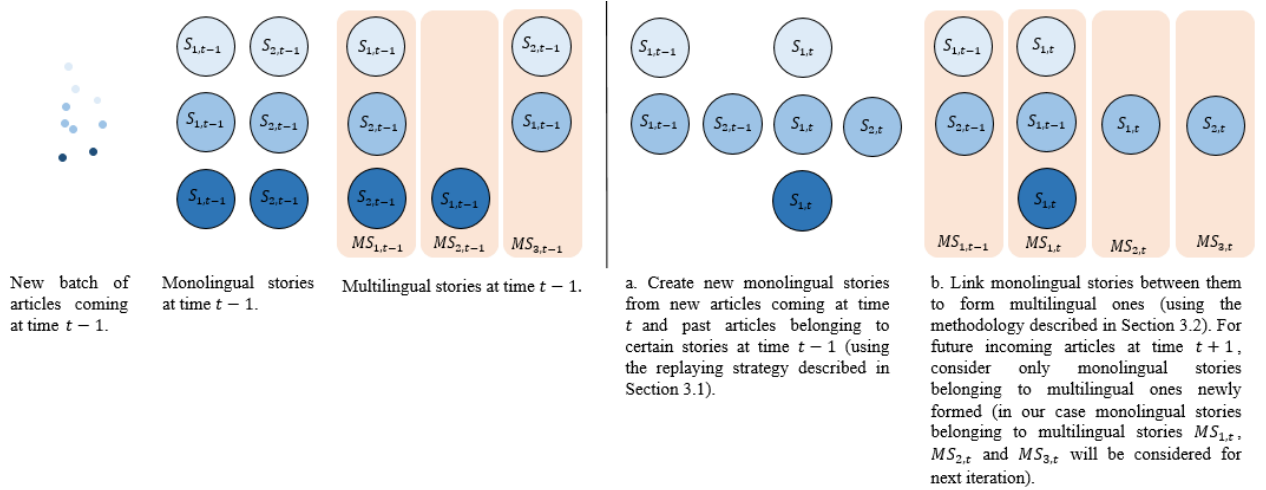 S₁,ₜ₋₁ S₂,ₜ₋₁ S₁,ₜ₋₁ S₂,ₜ₋₁ S₁,ₜ₋₁ S₁,ₜ S₁,ₜ₋₁ S₁,ₜ
S₁,ₜ₋₁ S₂,ₜ₋₁ S₂,ₜ₋₁ S₁,ₜ₋₁ S₁,ₜ₋₁ S₂,ₜ₋₁ S₁,ₜ S₂,ₜ S₂,ₜ₋₁ S₁,ₜ₋₁ S₁,ₜ S₂,ₜ
S₁,ₜ₋₁ S₂,ₜ₋₁ S₂,ₜ₋₁ S₁,ₜ₋₁ S₁,ₜ S₁,ₜ
MS₁,ₜ₋₁ MS₂,ₜ₋₁ MS₃,ₜ₋₁ MS₁,ₜ₋₁ MS₁,ₜ MS₂,ₜ MS₃,ₜ
New batch of
articles coming
at time t − 1.
Monolingual stories
at time t − 1.
Multilingual stories at time t − 1.
a. Create new monolingual stories
from new articles coming at time
t and past articles belonging to
certain stories at time t − 1 (using
the replaying strategy described in
Section 3.1).
b. Link monolingual stories between them
to form multilingual ones (using the
methodology described in Section 3.2). For
future incoming articles at time t + 1,
consider only monolingual stories
belonging to multilingual ones newly
formed (in our case monolingual stories
belonging to multilingual stories MS₁,ₜ,
MS₂,ₜ and MS₃,ₜ will be considered for
next iteration).